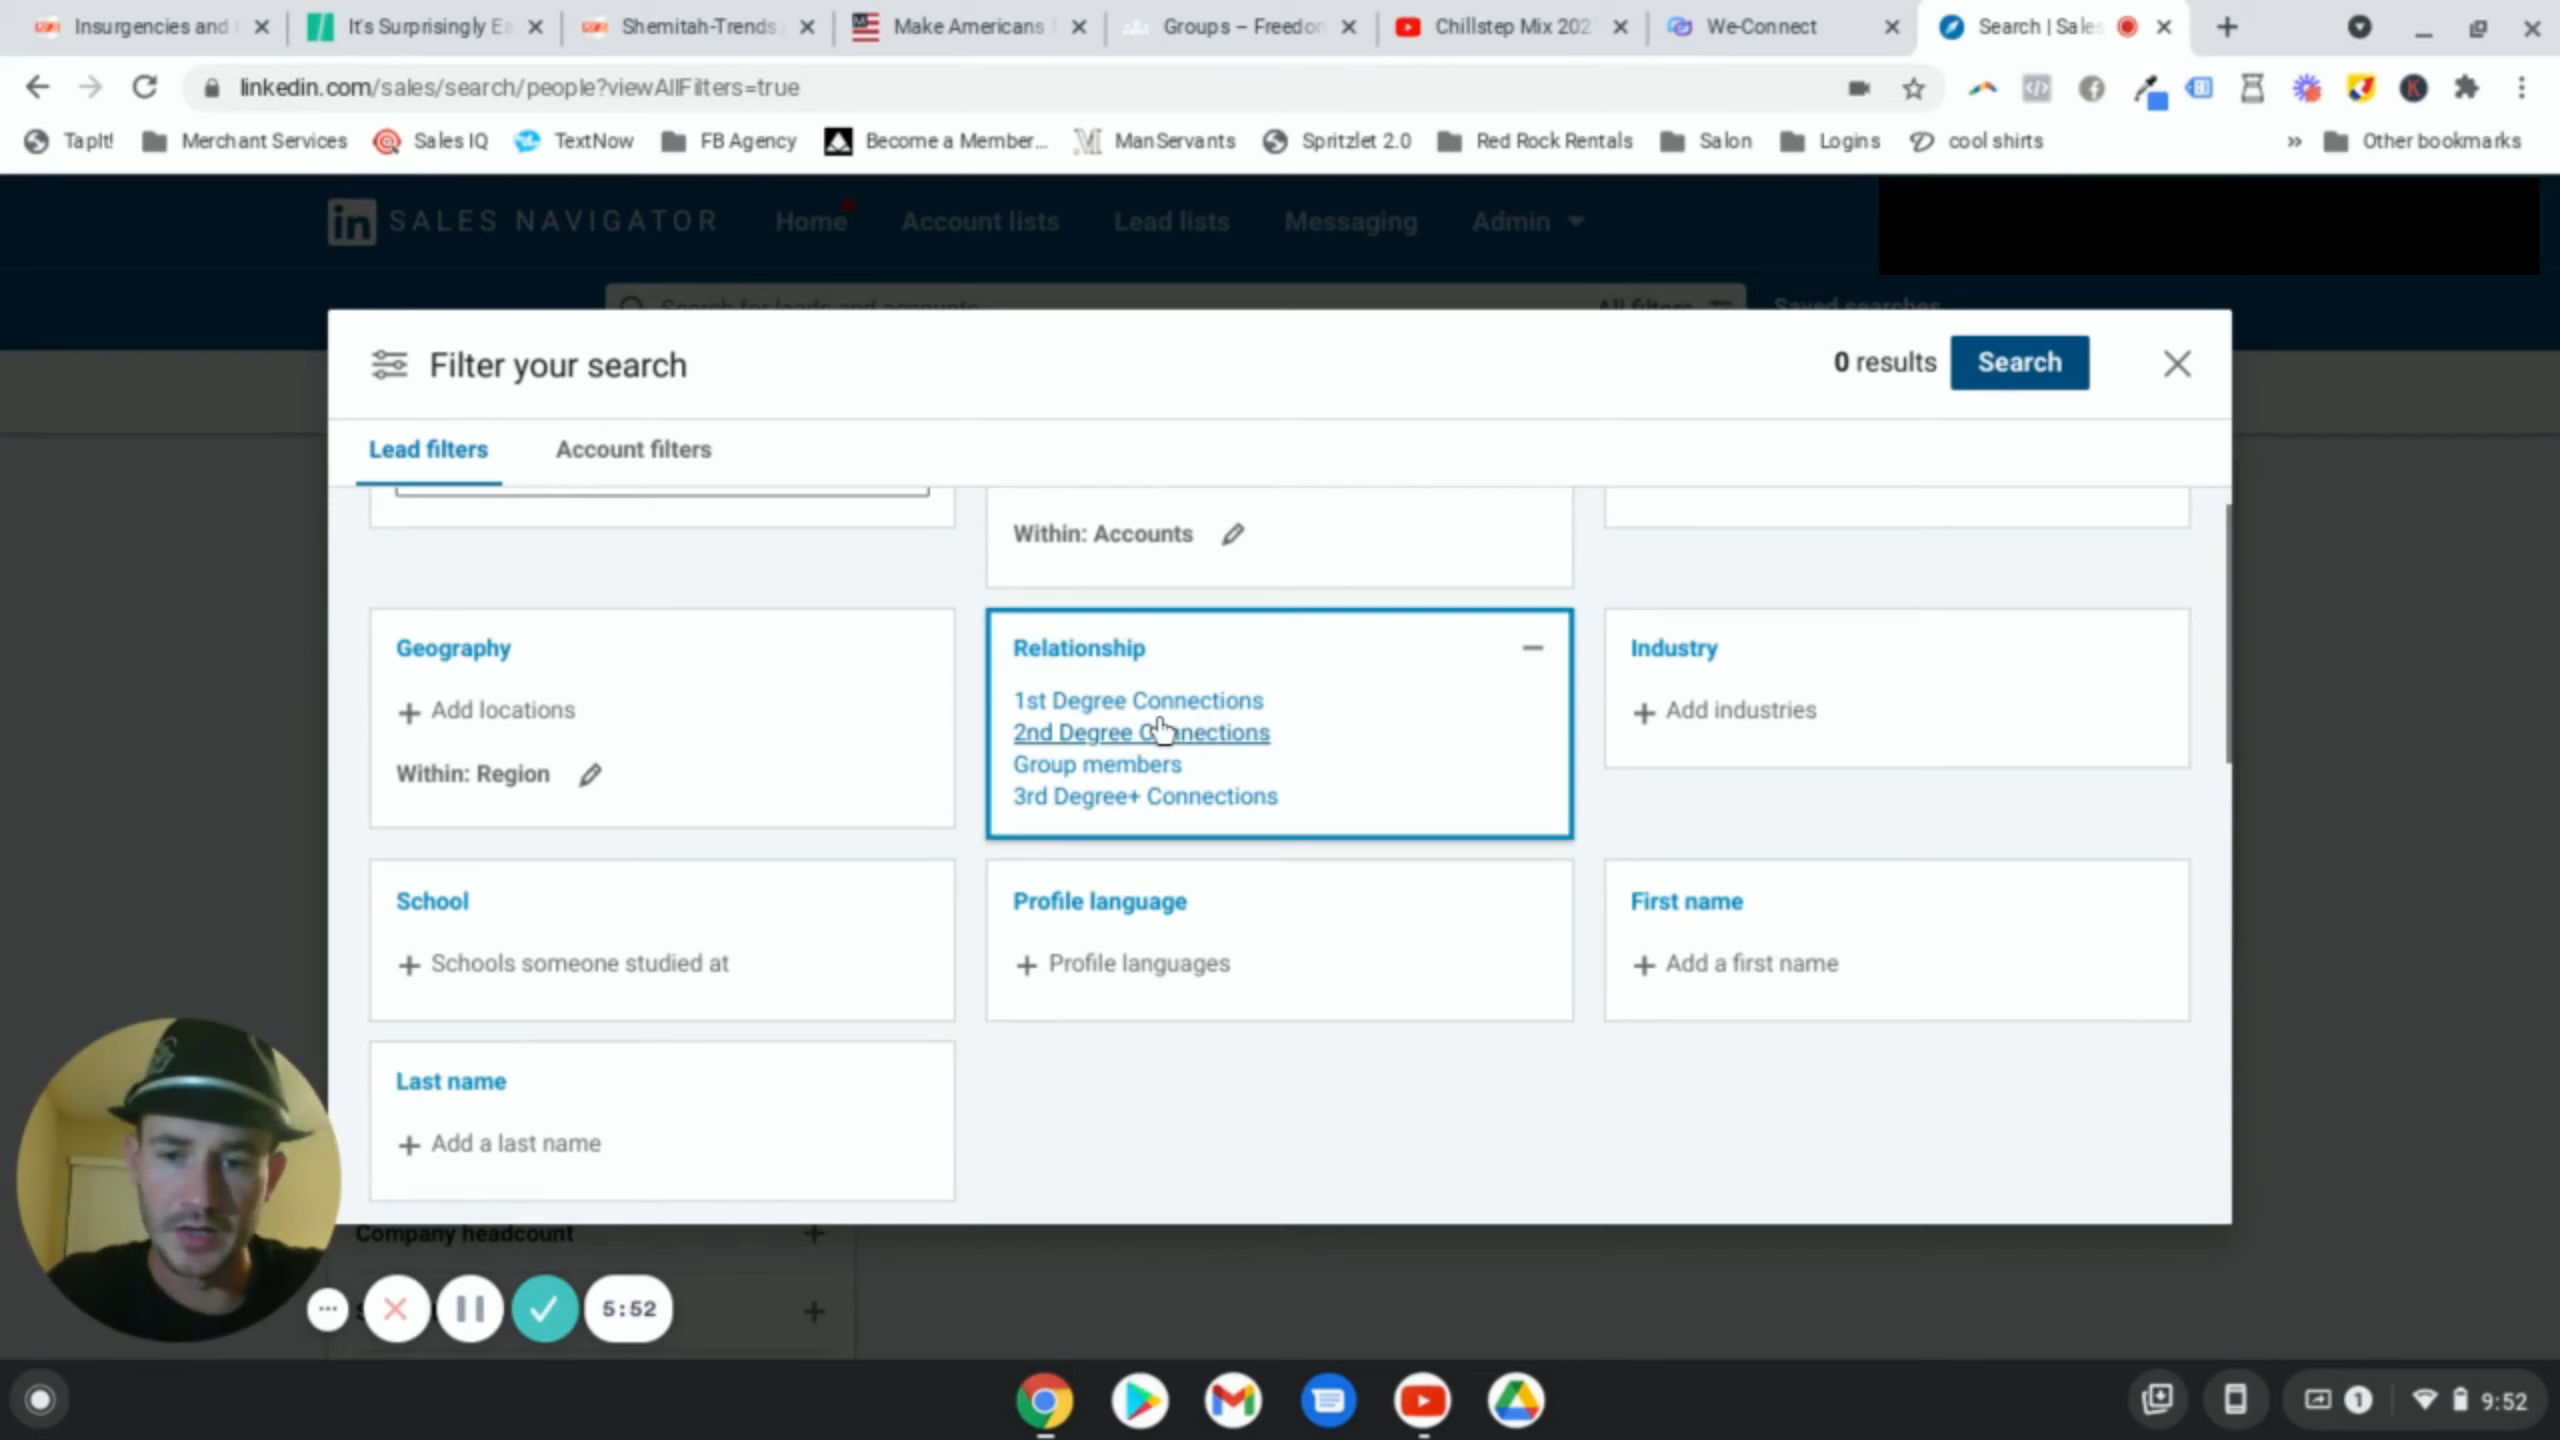 Insurgencies and
It's Surprisingly Ea
Shemitah-Trends.
Make Americans
Groups – Freedom
Chillstep Mix 202
We-Connect
Search | Sales
linkedin.com/sales/search/people?viewAllFilters=true
TapIt!
Merchant Services
Sales IQ
TextNow
FB Agency
Become a Member...
ManServants
Spritzlet 2.0
Red Rock Rentals
Salon
Logins
cool shirts
»
Other bookmarks
in SALES NAVIGATOR
Home
Account lists
Lead lists
Messaging
Admin
Search for leads and accounts
All filters
Saved searches
Filter your search
0 results
Search
Lead filters
Account filters
Within: Accounts
Geography
+ Add locations
Within: Region
Relationship
1st Degree Connections
2nd Degree Connections
Group members
3rd Degree+ Connections
Industry
+ Add industries
School
+ Schools someone studied at
Profile language
+ Profile languages
First name
+ Add a first name
Last name
+ Add a last name
Company headcount +
+
5:52
1
9:52